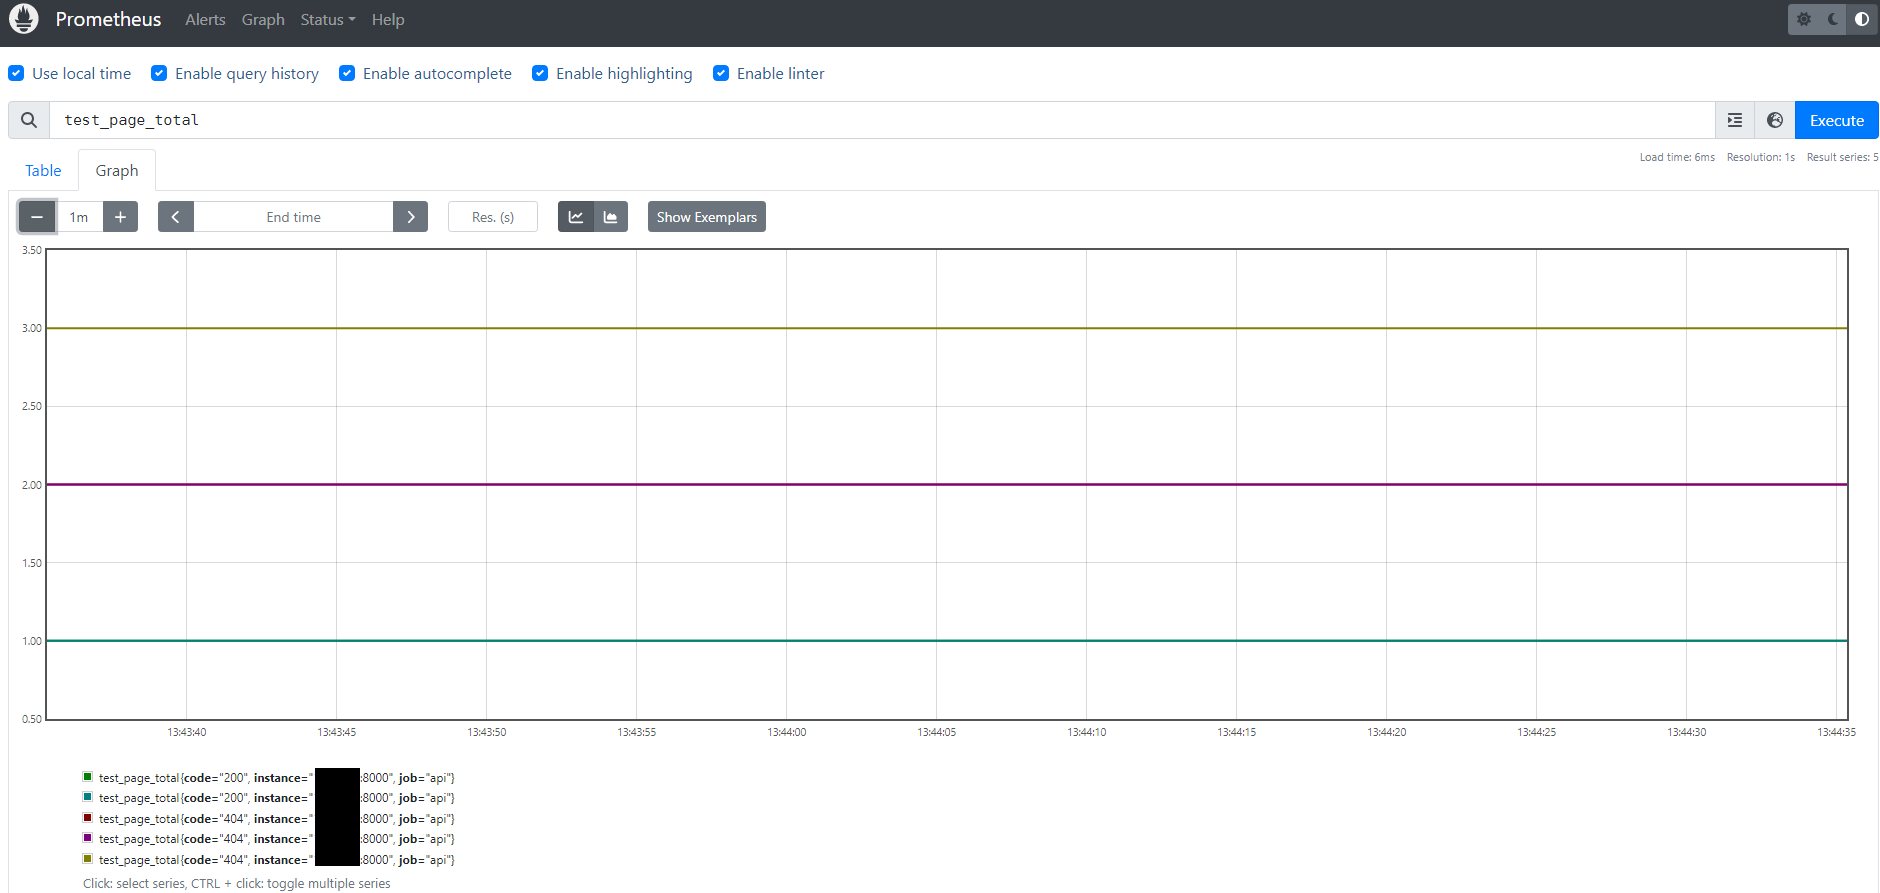 Prometheus Alerts Graph Status Help
Use local time Enable query history Enable autocomplete Enable highlighting Enable linter
test_page_total Execute
Table Graph Load time: 6ms Resolution: 1s Result series: 5
1m End time Res. (s) Show Exemplars
3.50
3.00
2.50
2.00
1.50
1.00
0.50
13:43:40 13:43:45 13:43:50 13:43:55 13:44:00 13:44:05 13:44:10 13:44:15 13:44:20 13:44:25 13:44:30 13:44:35
test_page_total{code="200", instance=" :8000", job="api"}
test_page_total{code="200", instance=" :8000", job="api"}
test_page_total{code="404", instance=" :8000", job="api"}
test_page_total{code="404", instance=" :8000", job="api"}
test_page_total{code="404", instance=" :8000", job="api"}
Click: select series, CTRL + click: toggle multiple series